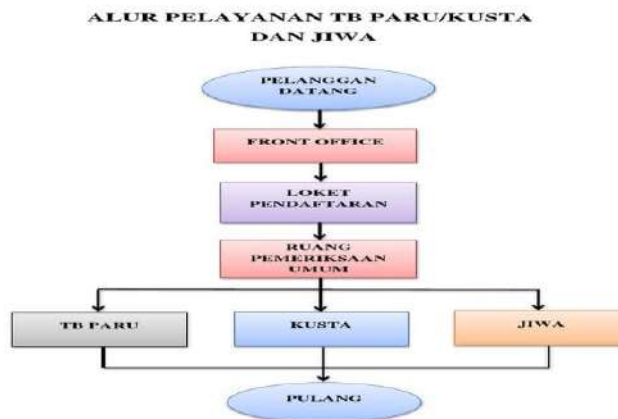 ALUR PELAYANAN TB PARU/KUSTA
DAN JIWA
PELANGGAN
DATANG
FRONT OFFICE
LOKET
PENDAFTARAN
RUANG
PEMERIKSAAN
UMUM
TB PARU
KUSTA
JIWA
PULANG